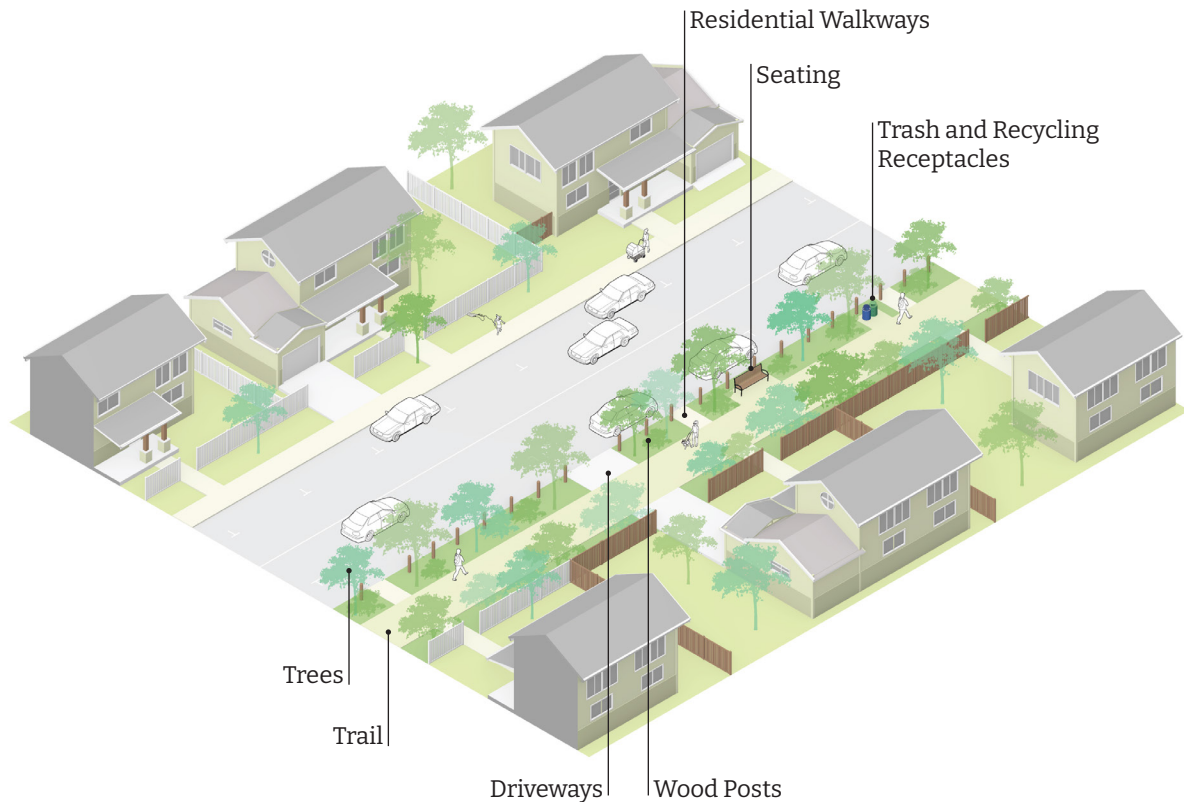 Residential Walkways
Seating
Trash and Recycling
Receptacles
Trees
Trail
Driveways
Wood Posts